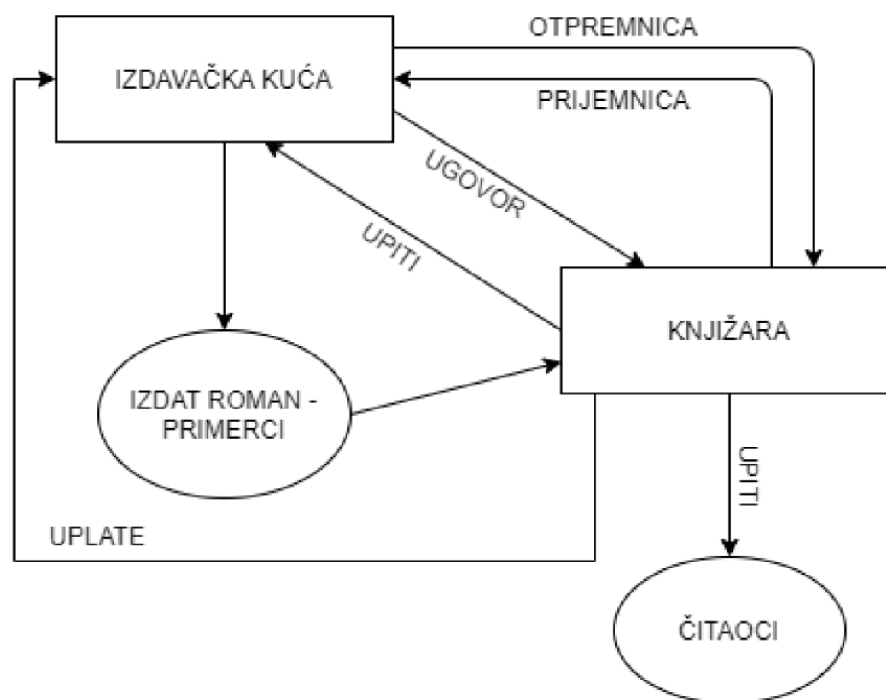 OTPREMNICA
IZDAVAČKA KUĆA
PRIJEMNICA
UGOVOR
UPITI
KNJIŽARA
IZDAT ROMAN -
PRIMERCI
UPITI
UPLATE
ČITAOCI